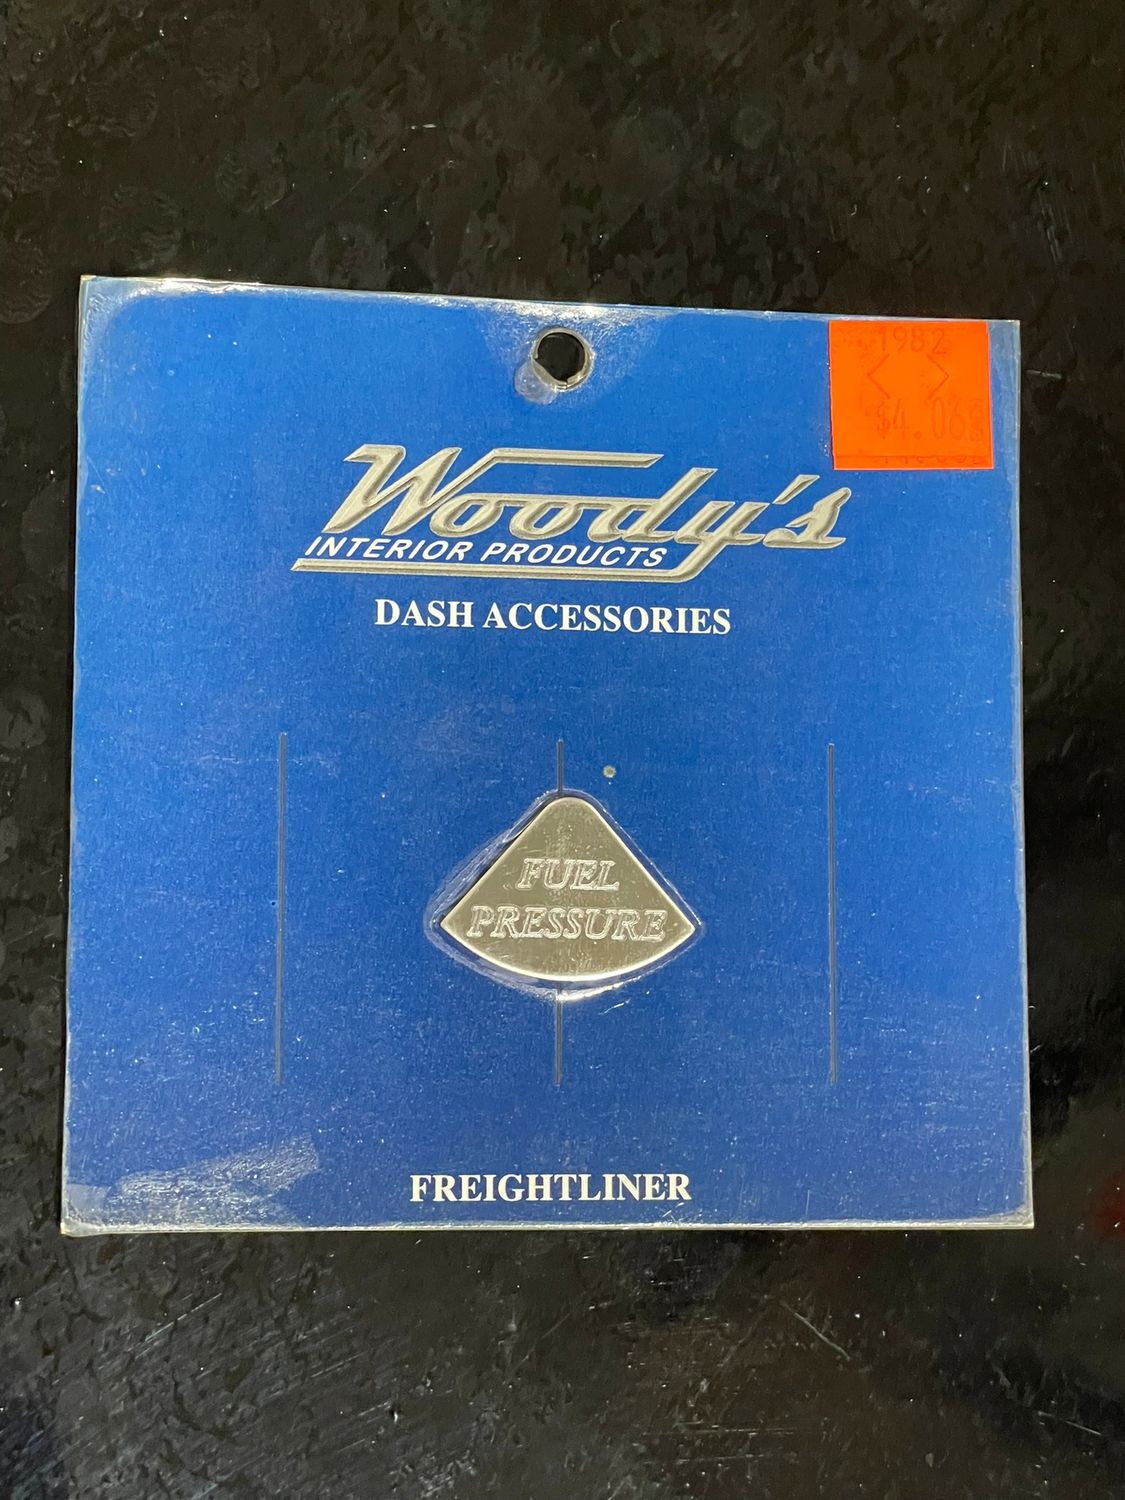 1982
$4.06
Woody's
INTERIOR PRODUCTS
DASH ACCESSORIES
FUEL
PRESSURE
FREIGHTLINER